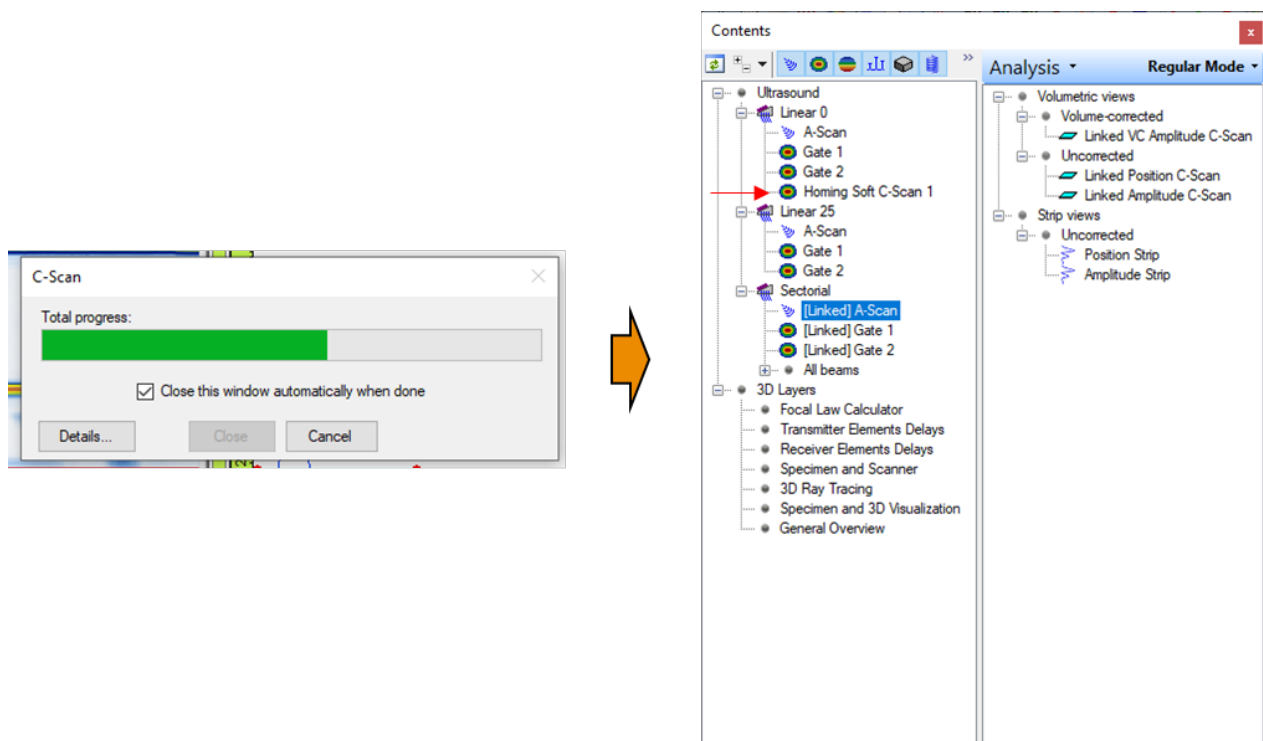 C-Scan
Total progress:
Close this window automatically when done
Details...
Close
Cancel
Contents
Analysis
Regular Mode
Ultrasound
Linear 0
A-Scan
Gate 1
Gate 2
Homing Soft C-Scan 1
Linear 25
A-Scan
Gate 1
Gate 2
Sectorial
[Linked] A-Scan
[Linked] Gate 1
[Linked] Gate 2
All beams
3D Layers
Focal Law Calculator
Transmitter Elements Delays
Receiver Elements Delays
Specimen and Scanner
3D Ray Tracing
Specimen and 3D Visualization
General Overview
Volumetric views
Volume-corrected
Linked VC Amplitude C-Scan
Uncorrected
Linked Position C-Scan
Linked Amplitude C-Scan
Strip views
Uncorrected
Position Strip
Amplitude Strip